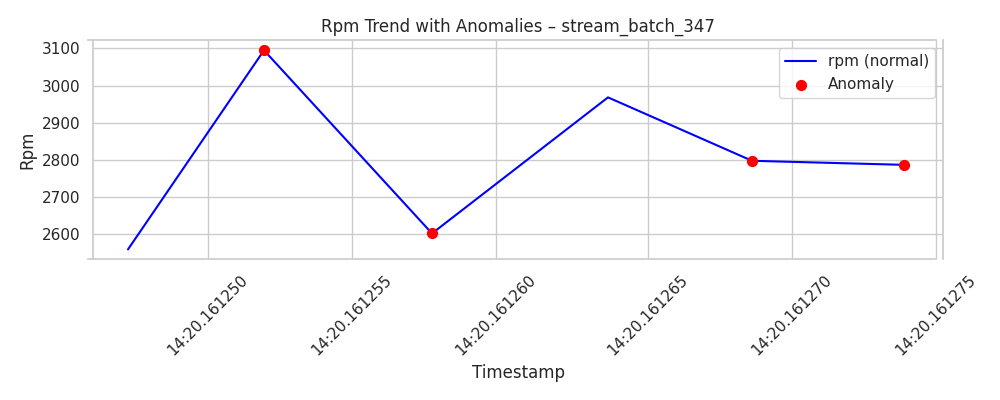 Rpm Trend with Anomalies – stream_batch_347
rpm (normal)
Anomaly
Rpm
3100
3000
2900
2800
2700
2600
14:20.161250
14:20.161255
14:20.161260
14:20.161265
14:20.161270
14:20.161275
Timestamp